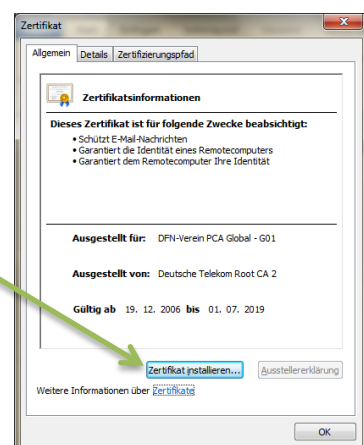 Zertifikat
Allgemein Details Zertifizierungspfad
Zertifikatsinformationen
Dieses Zertifikat ist für folgende Zwecke beabsichtigt:
• Schützt E-Mail-Nachrichten
• Garantiert die Identität eines Remotecomputers
• Garantiert dem Remotecomputer Ihre Identität
Ausgestellt für: DFN-Verein PCA Global - G01
Ausgestellt von: Deutsche Telekom Root CA 2
Gültig ab 19. 12. 2006 bis 01. 07. 2019
Zertifikat installieren... Ausstellererklärung
Weitere Informationen über Zertifikate
OK